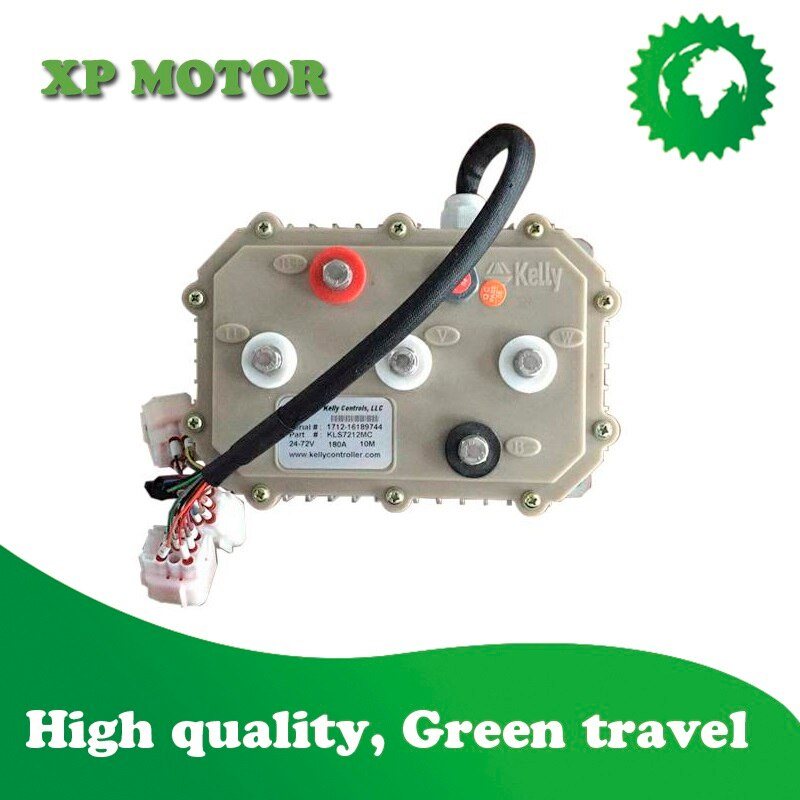 XP MOTOR
Kelly
B+
U
V
W
B-
Kelly Controls, LLC
Serial # 1712-16189744
Part # KLS7212MC
24-72V 180A 10M
www.kellycontroller.com
High quality, Green travel